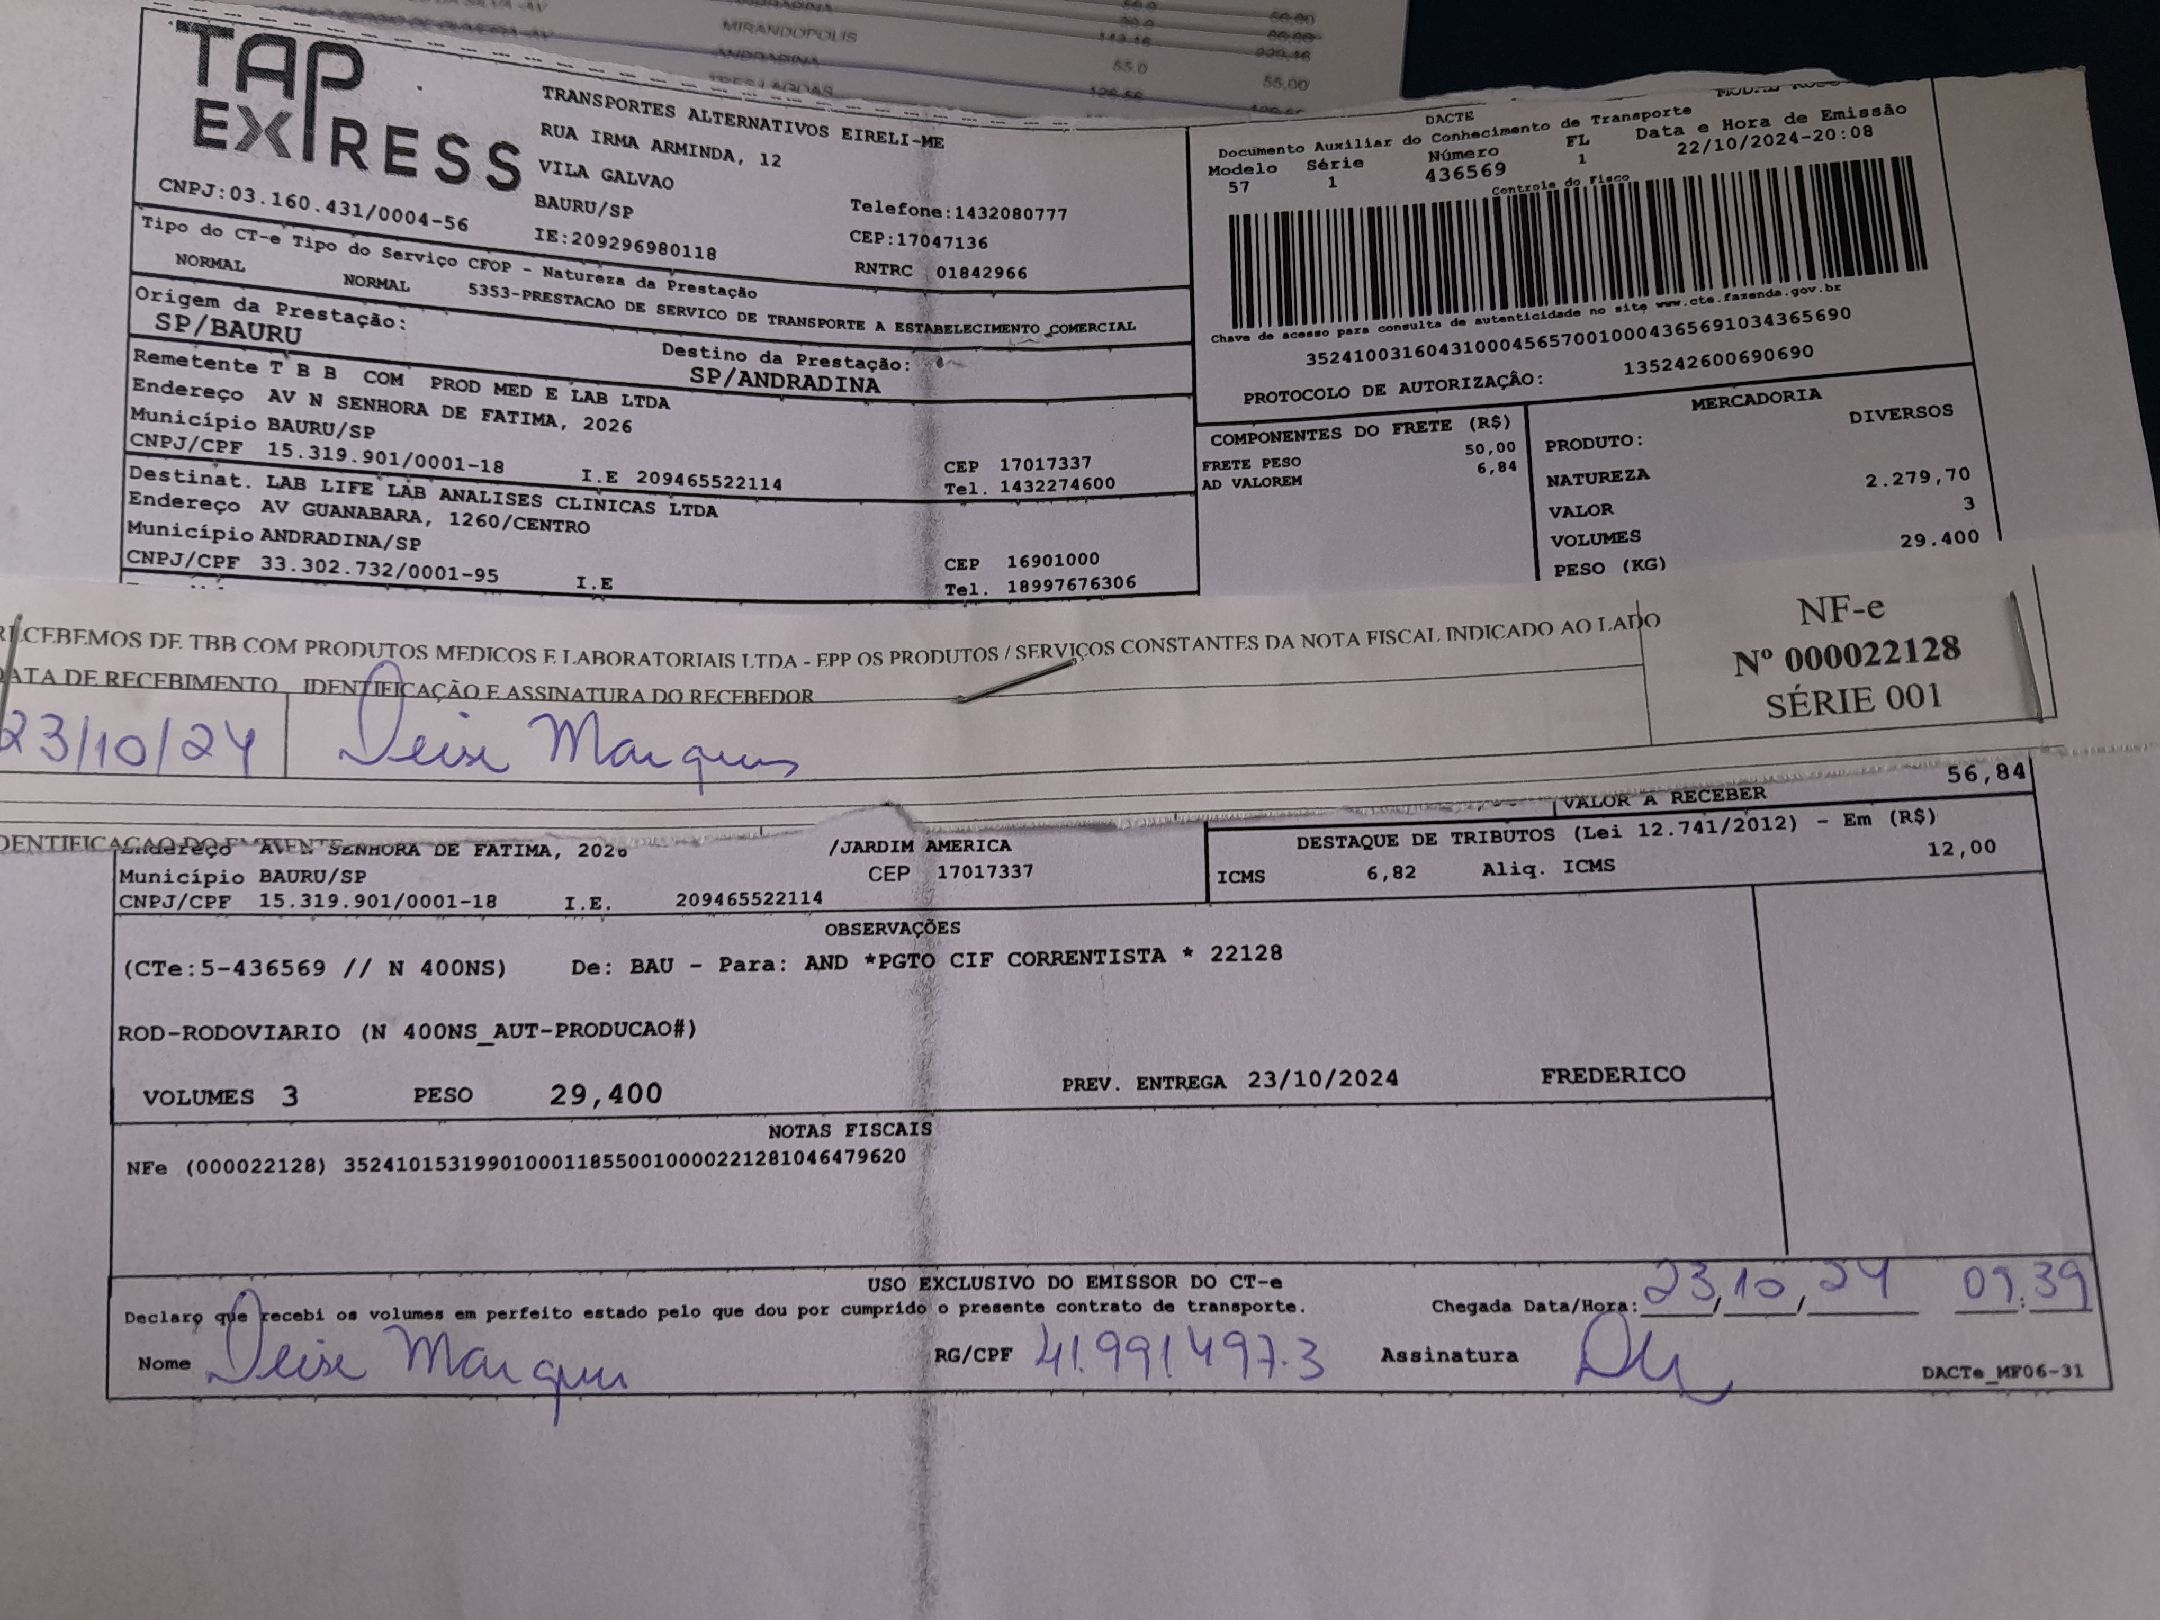 MIRANDOPOLIS
ANDRADINA 55.0 55,00
TRES LAGOAS
TAP EXPRESS
TRANSPORTES ALTERNATIVOS EIRELI-ME
RUA IRMA ARMINDA, 12
VILA GALVAO
BAURU/SP
IE:209296980118
Telefone:1432080777
CEP:17047136
RNTRC 01842966
CNPJ:03.160.431/0004-56
DACTE
Documento Auxiliar do Conhecimento de Transporte
Modelo Série Número FL Data e Hora de Emissão
57 1 436569 1 22/10/2024-20:08
Controle do Fisco
Chave de acesso para consulta de autenticidade no site www.cte.fazenda.gov.br
35241003160431000456570010004365691034365690
PROTOCOLO DE AUTORIZAÇÃO: 135242600690690
Tipo do CT-e Tipo do Serviço CFOP - Natureza da Prestação
NORMAL NORMAL 5353-PRESTACAO DE SERVICO DE TRANSPORTE A ESTABELECIMENTO COMERCIAL
Origem da Prestação: Destino da Prestação:
SP/BAURU SP/ANDRADINA
Remetente T B B COM PROD MED E LAB LTDA
Endereço AV N SENHORA DE FATIMA, 2026
Município BAURU/SP CEP 17017337
CNPJ/CPF 15.319.901/0001-18 I.E 209465522114 Tel. 1432274600
Destinat. LAB LIFE LAB ANALISES CLINICAS LTDA
Endereço AV GUANABARA, 1260/CENTRO
Município ANDRADINA/SP CEP 16901000
CNPJ/CPF 33.302.732/0001-95 I.E Tel. 18997676306
COMPONENTES DO FRETE (R$)
FRETE PESO 50,00
AD VALOREM 6,84
MERCADORIA
PRODUTO: DIVERSOS
NATUREZA
VALOR 2.279,70
VOLUMES 3
PESO (KG) 29.400
RECEBEMOS DE TBB COM PRODUTOS MEDICOS E LABORATORIAIS LTDA - EPP OS PRODUTOS / SERVIÇOS CONSTANTES DA NOTA FISCAL INDICADO AO LADO
DATA DE RECEBIMENTO IDENTIFICAÇÃO E ASSINATURA DO RECEBEDOR
23/10/24 Deise Marques
NF-e
Nº 000022128
SÉRIE 001
VALOR A RECEBER 56,84
Endereço AV N SENHORA DE FATIMA, 2026 /JARDIM AMERICA
Município BAURU/SP CEP 17017337
CNPJ/CPF 15.319.901/0001-18 I.E. 209465522114
DESTAQUE DE TRIBUTOS (Lei 12.741/2012) - Em (R$)
ICMS 6,82 Aliq. ICMS 12,00
OBSERVAÇÕES
(CTe:5-436569 // N 400NS) De: BAU - Para: AND *PGTO CIF CORRENTISTA * 22128
ROD-RODOVIARIO (N 400NS_AUT-PRODUCAO#)
VOLUMES 3 PESO 29,400 PREV. ENTREGA 23/10/2024 FREDERICO
NOTAS FISCAIS
NFe (000022128) 35241015319901000118550010000221281046479620
USO EXCLUSIVO DO EMISSOR DO CT-e
Declaro que recebi os volumes em perfeito estado pelo que dou por cumprido o presente contrato de transporte. Chegada Data/Hora: 23/10/24 09:39
Nome Deise Marques RG/CPF 41.991497.3 Assinatura
DACTe_MF06-31